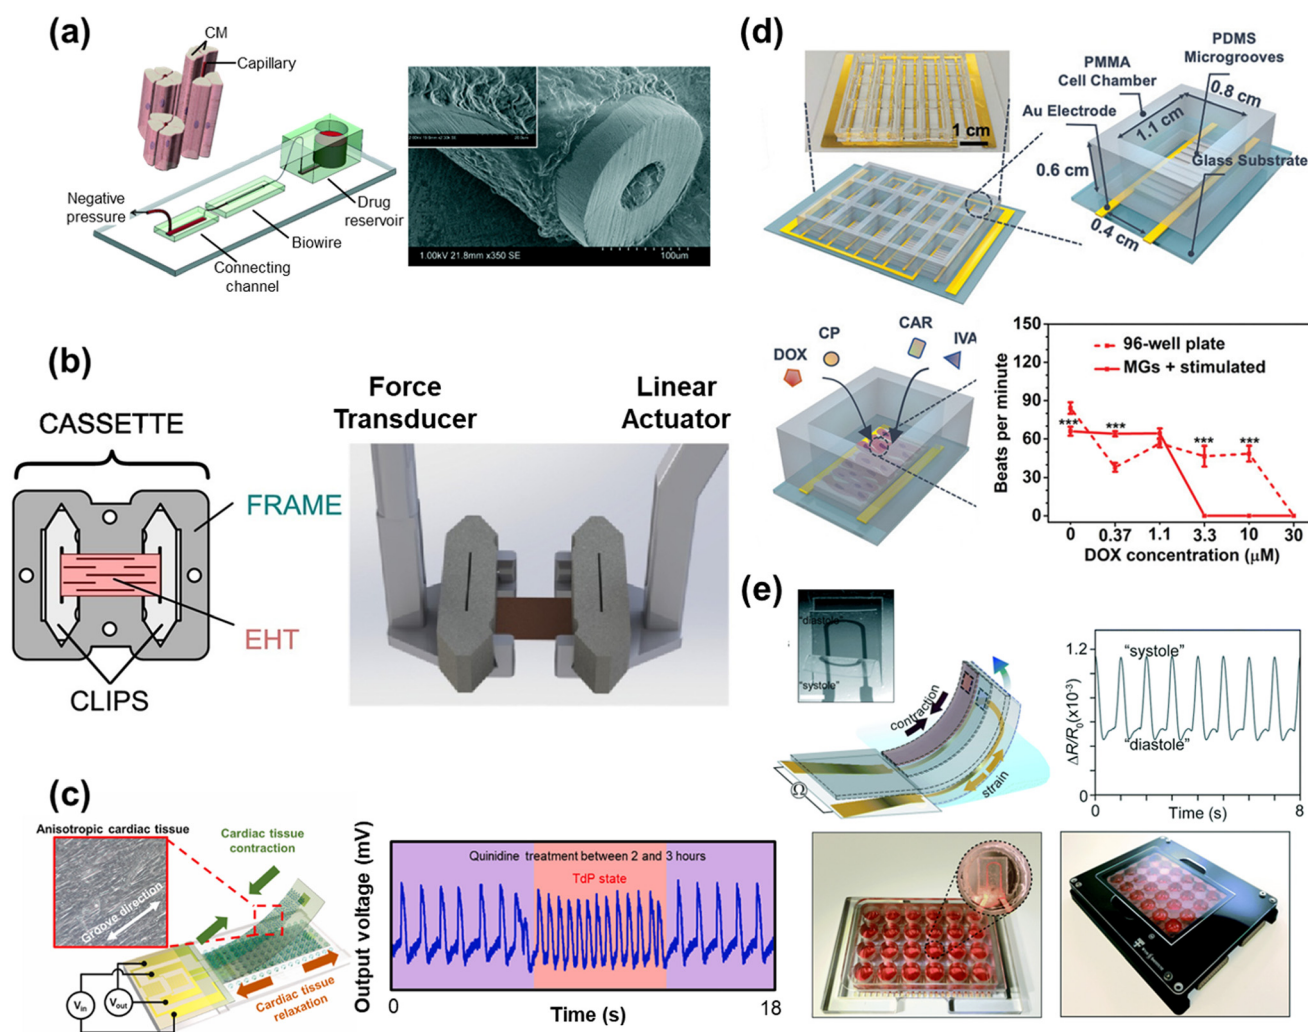 (a)
CM
Capillary
Negative
pressure
Drug
reservoir
Biowire
Connecting
channel
1.00kV 21.8mm x350 SE
100um
(b)
CASSETTE
FRAME
EHT
CLIPS
Force
Transducer
Linear
Actuator
(c)
Anisotropic cardiac tissue
Groove direction
Cardiac tissue
contraction
Cardiac tissue
relaxation
Vin
Vout
Output voltage (mV)
Quinidine treatment between 2 and 3 hours
TdP state
0
18
Time (s)
(d)
1 cm
PMMA
Cell Chamber
PDMS
Microgrooves
Au Electrode
Glass Substrate
0.8 cm
1.1 cm
0.6 cm
0.4 cm
DOX
CP
CAR
IVA
Beats per minute
150
120
90
60
30
0
96-well plate
MGs + stimulated
***
***
***
***
0
0.37
1.1
3.3
10
30
DOX concentration (μM)
(e)
"diastole"
"systole"
contraction
strain
Ω
ΔR/R0(x10-3)
1.2
0.6
0
"systole"
"diastole"
0
8
Time (s)